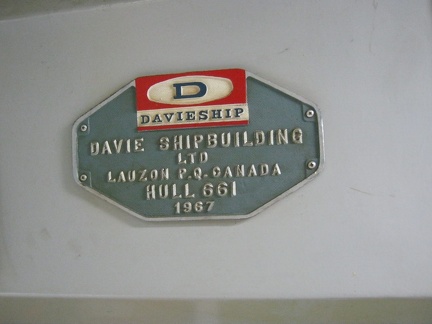 D
DAVIESHIP
DAVIE SHIPBUILDING
LTD
LAUZON P.Q. CANADA
HULL 661
1967